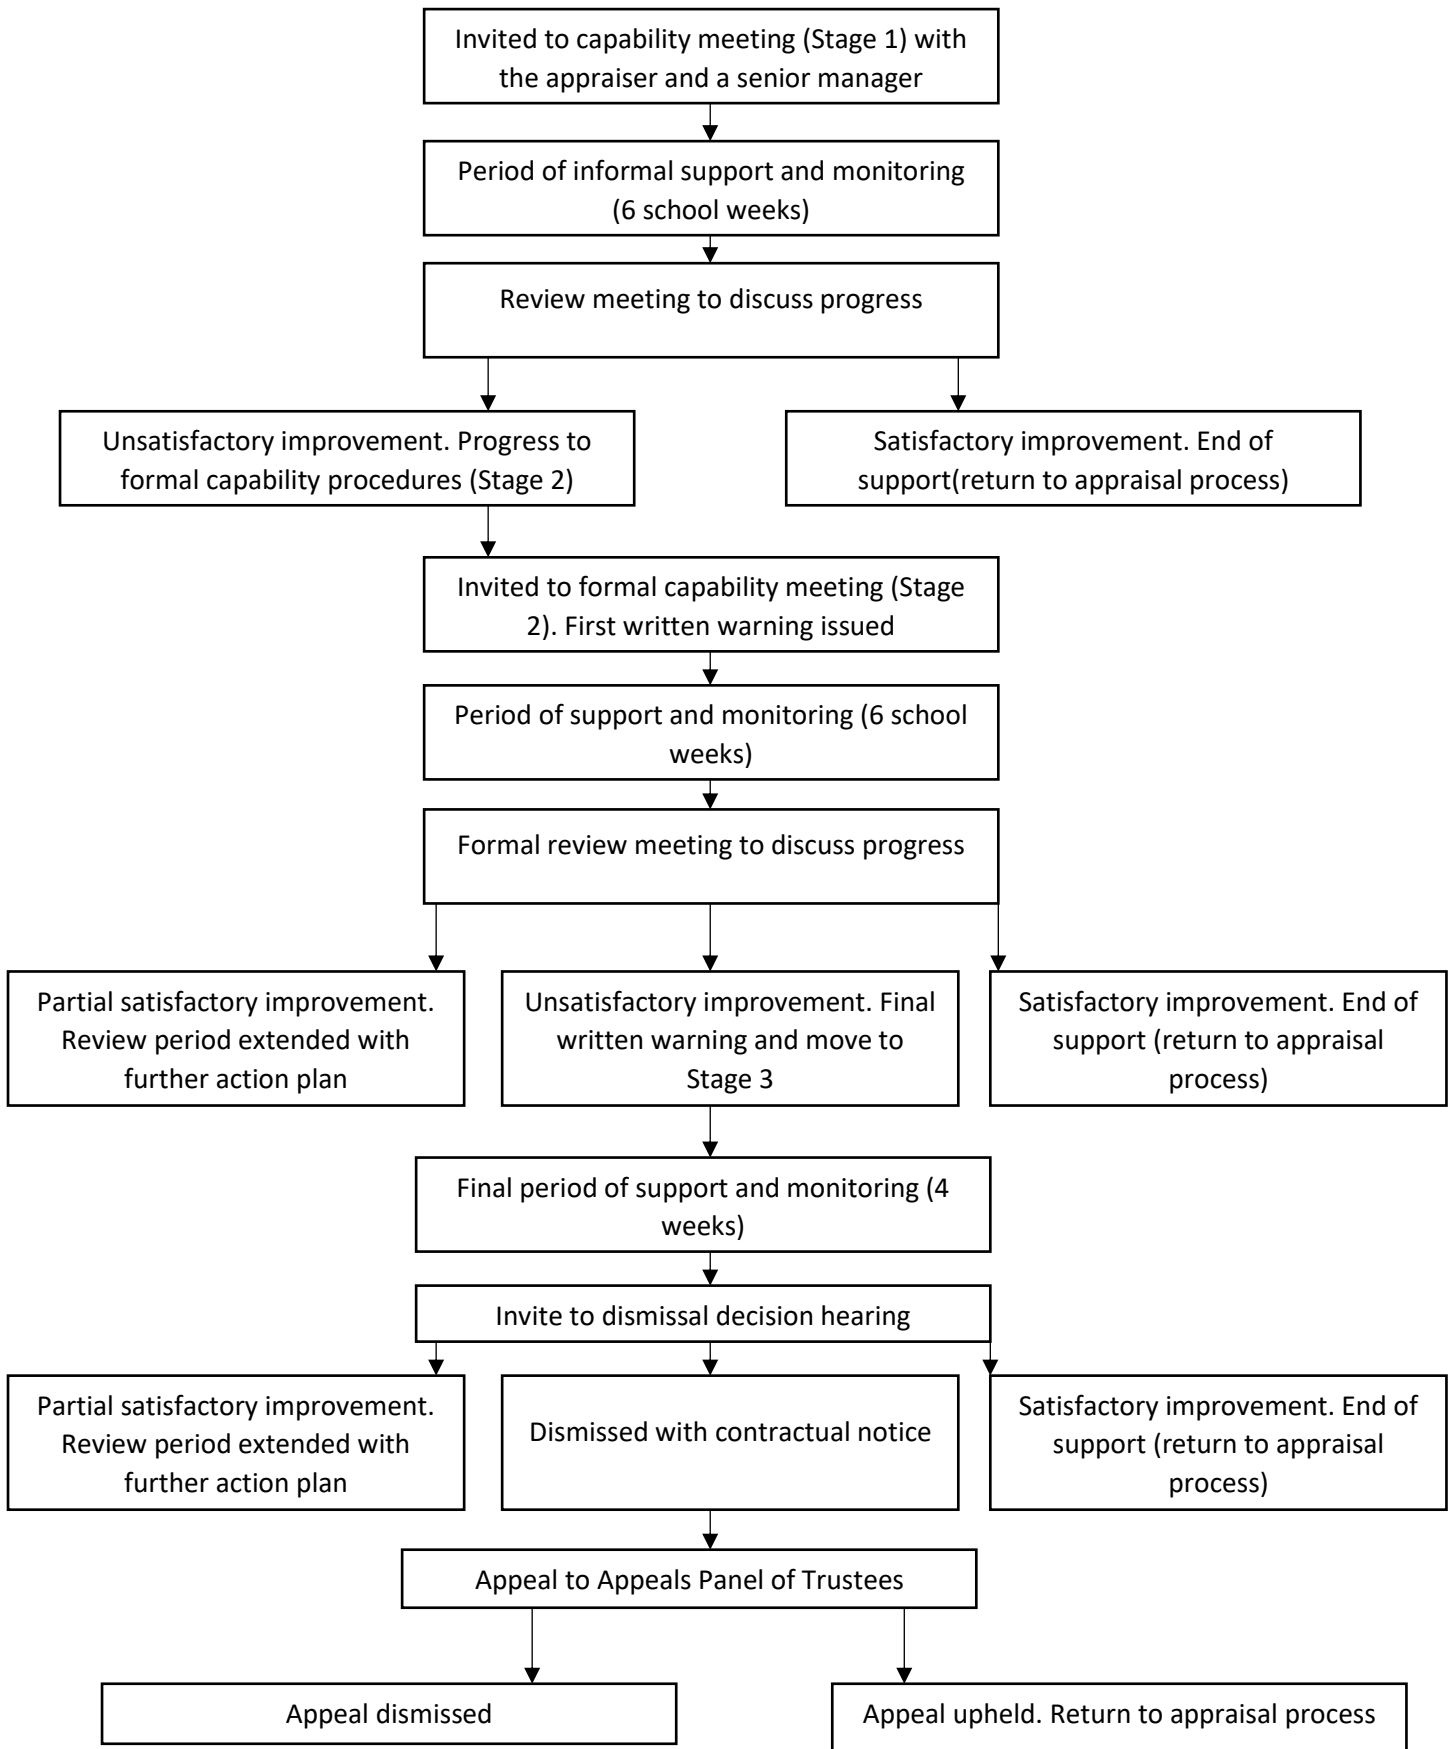 Invited to capability meeting (Stage 1) with
the appraiser and a senior manager
Period of informal support and monitoring
(6 school weeks)
Review meeting to discuss progress
Unsatisfactory improvement. Progress to
formal capability procedures (Stage 2)
Satisfactory improvement. End of
support(return to appraisal process)
Invited to formal capability meeting (Stage
2). First written warning issued
Period of support and monitoring (6 school
weeks)
Formal review meeting to discuss progress
Partial satisfactory improvement.
Review period extended with
further action plan
Unsatisfactory improvement. Final
written warning and move to
Stage 3
Satisfactory improvement. End of
support (return to appraisal
process)
Final period of support and monitoring (4
weeks)
Invite to dismissal decision hearing
Partial satisfactory improvement.
Review period extended with
further action plan
Dismissed with contractual notice
Satisfactory improvement. End of
support (return to appraisal
process)
Appeal to Appeals Panel of Trustees
Appeal dismissed
Appeal upheld. Return to appraisal process